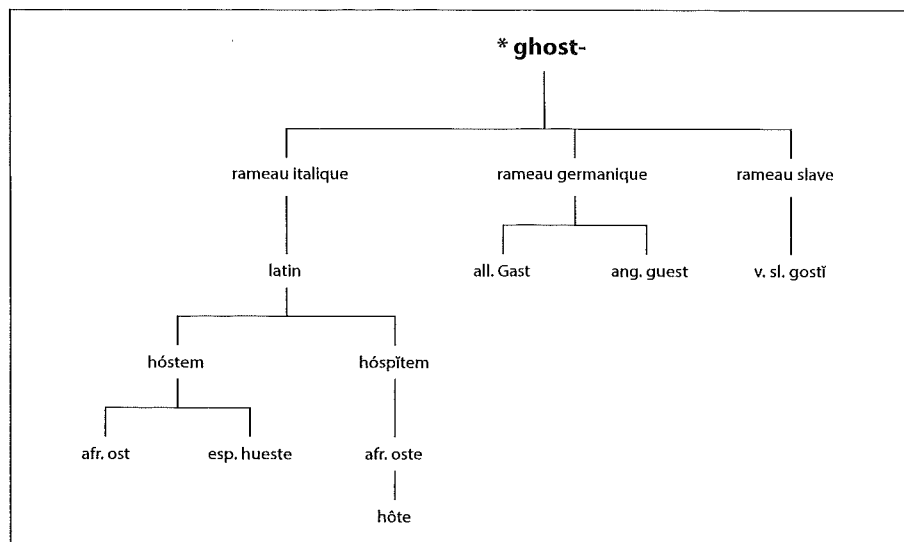 * ghost-
rameau italique rameau germanique rameau slave
latin all. Gast ang. guest v. sl. gostĭ
hóstem hóspĭtem
afr. ost esp. hueste afr. oste
hôte